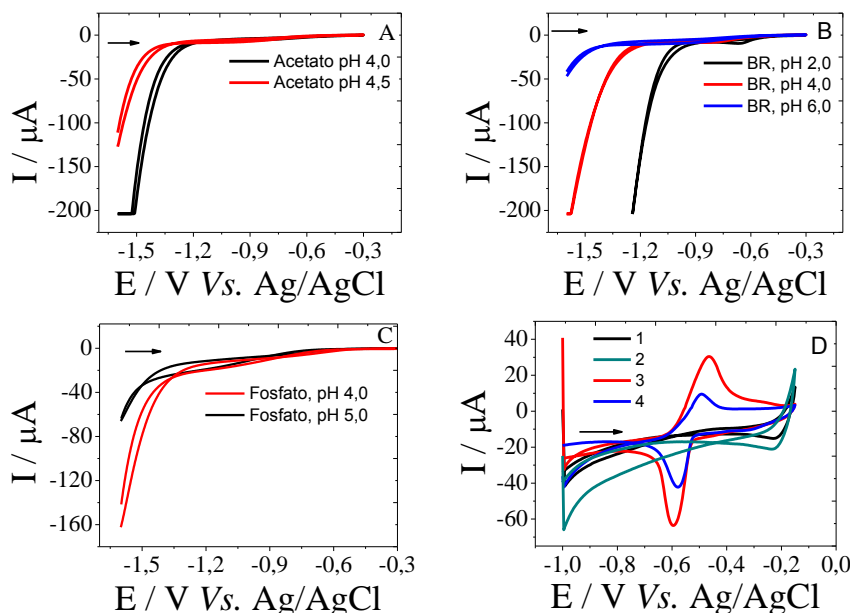 A
0
-50
-100
-150
-200
I / µA
Acetato pH 4,0
Acetato pH 4,5
-1,5 -1,2 -0,9 -0,6 -0,3
E / V Vs. Ag/AgCl
B
0
-50
-100
-150
-200
I / µA
BR, pH 2,0
BR, pH 4,0
BR, pH 6,0
-1,5 -1,2 -0,9 -0,6 -0,3
E / V Vs. Ag/AgCl
C
0
-40
-80
-120
-160
I / µA
Fosfato, pH 4,0
Fosfato, pH 5,0
-1,5 -1,2 -0,9 -0,6 -0,3
E / V Vs. Ag/AgCl
D
40
20
0
-20
-40
-60
I / µA
1
2
3
4
-1,0 -0,8 -0,6 -0,4 -0,2 0,0
E / V Vs. Ag/AgCl